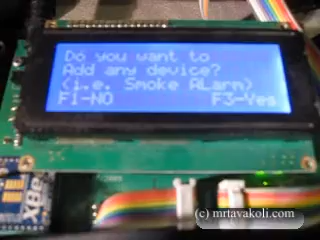 Do you want to
Add any device?
(i.e. Smoke ALarm)
F1-NO F3-Yes
(c) mrtavakoli.com